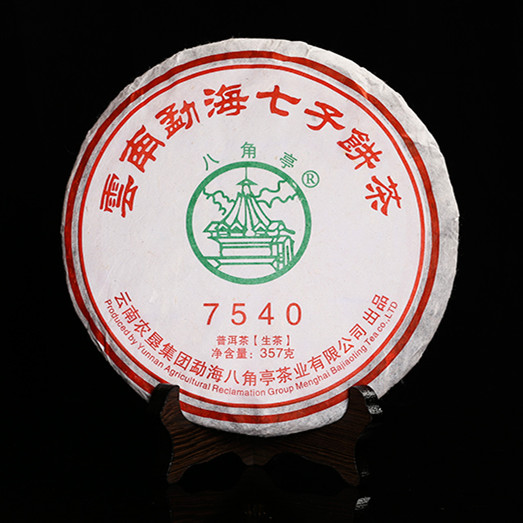 雲南勐海七子餅茶
八角亭®
7540
普洱茶【生茶】
净含量：357克
云南农垦集团勐海八角亭茶业有限公司 出品
Produced by Yunnan Agricultural Reclamation Group Menghai Bajiaoting Tea co.,LTD